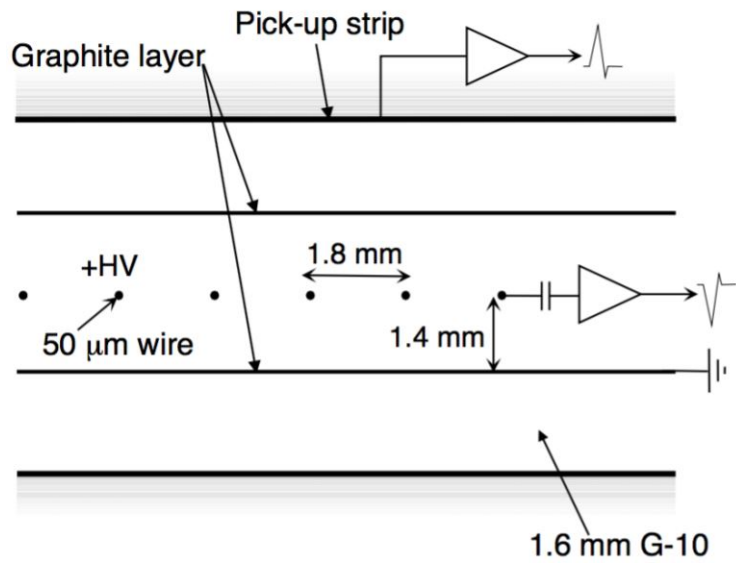 Pick-up strip
Graphite layer
+HV
1.8 mm
50 μm wire
1.4 mm
1.6 mm G-10